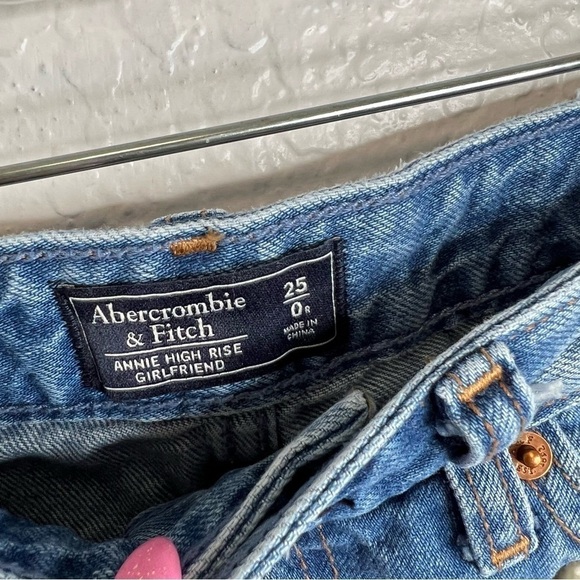 Abercrombie
& Fitch
ANNIE HIGH RISE
GIRLFRIEND
25
0R
MADE IN
CHINA